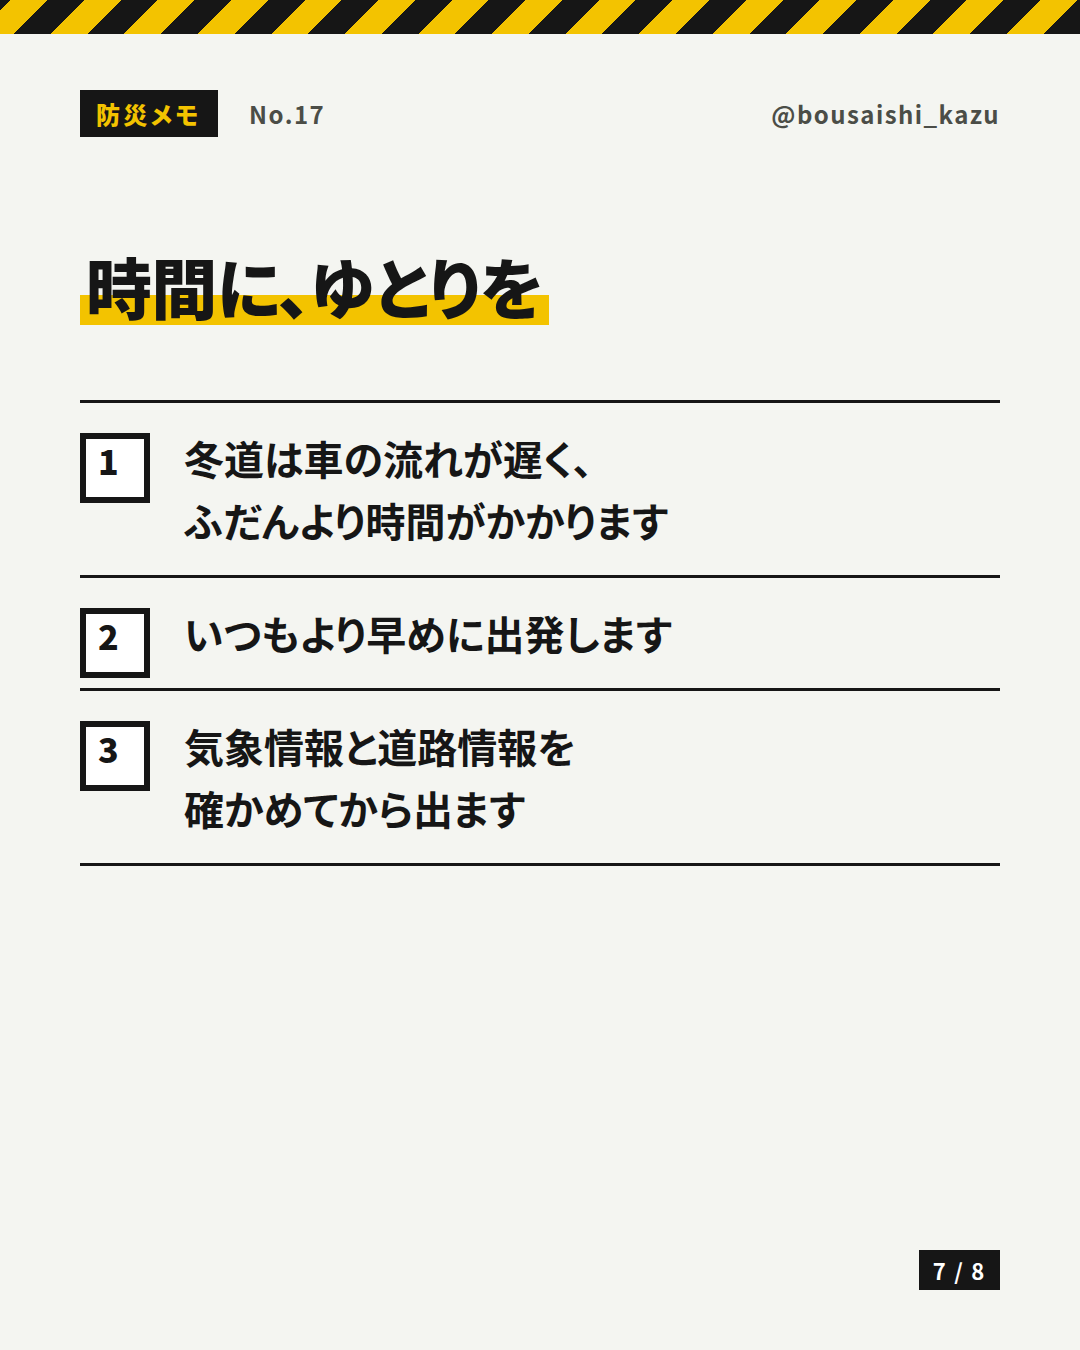 防災メモ No.17 @bousaishi_kazu
時間に、ゆとりを
1 冬道は車の流れが遅く、
ふだんより時間がかかります
2 いつもより早めに出発します
3 気象情報と道路情報を
確かめてから出ます
7 / 8